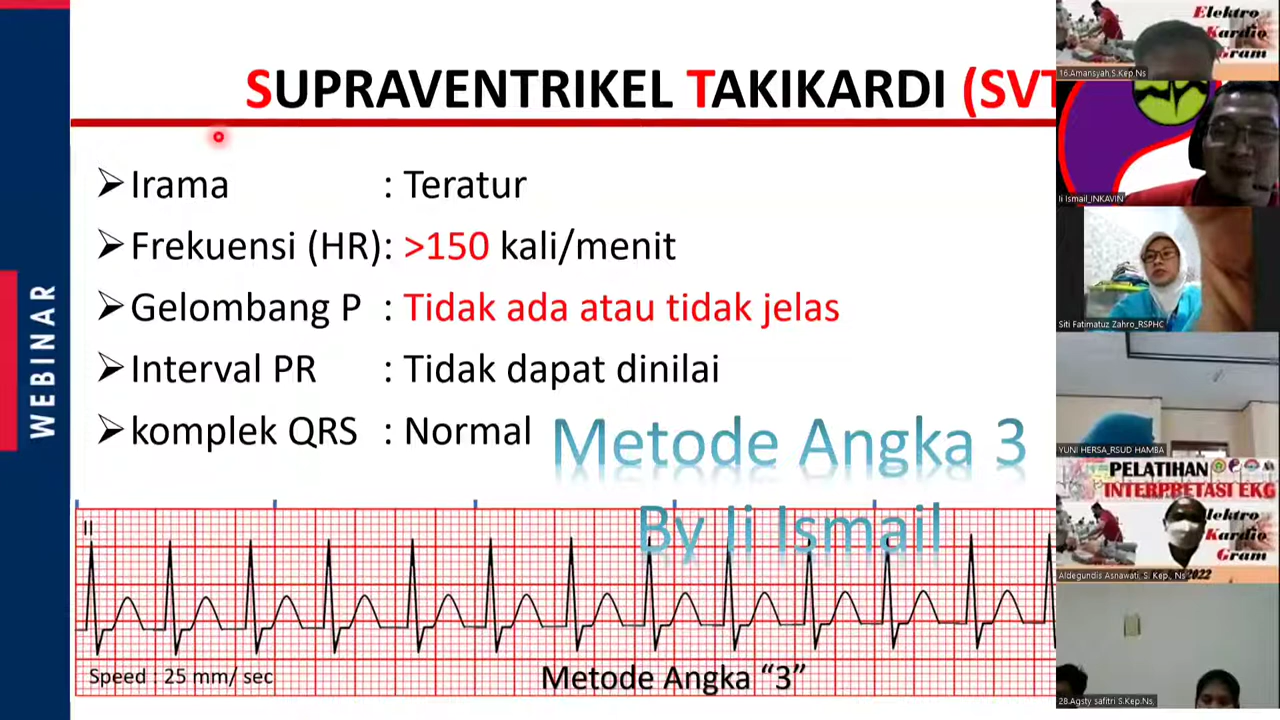 WEBINAR
SUPRAVENTRIKEL TAKIKARDI (SVT
➢Irama : Teratur
➢Frekuensi (HR): >150 kali/menit
➢Gelombang P : Tidak ada atau tidak jelas
➢Interval PR : Tidak dapat dinilai
➢komplek QRS : Normal
Metode Angka 3
By Ii Ismail
II
Speed : 25 mm/ sec
Metode Angka “3”
Elektro
Kardio
Gram
16.Amansyah,S.Kep.Ns
Ii Ismail_INKAVIN
Siti Fatimatuz Zahro_RSPHC
YUNI HERSA_RSUD HAMBA
PELATIHAN
INTERPRETASI EKG
Elektro
Kardio
Gram
2022
Aldegundis Asnawati, S. Kep., Ns
28.Agsty safitri S.Kep.Ns,